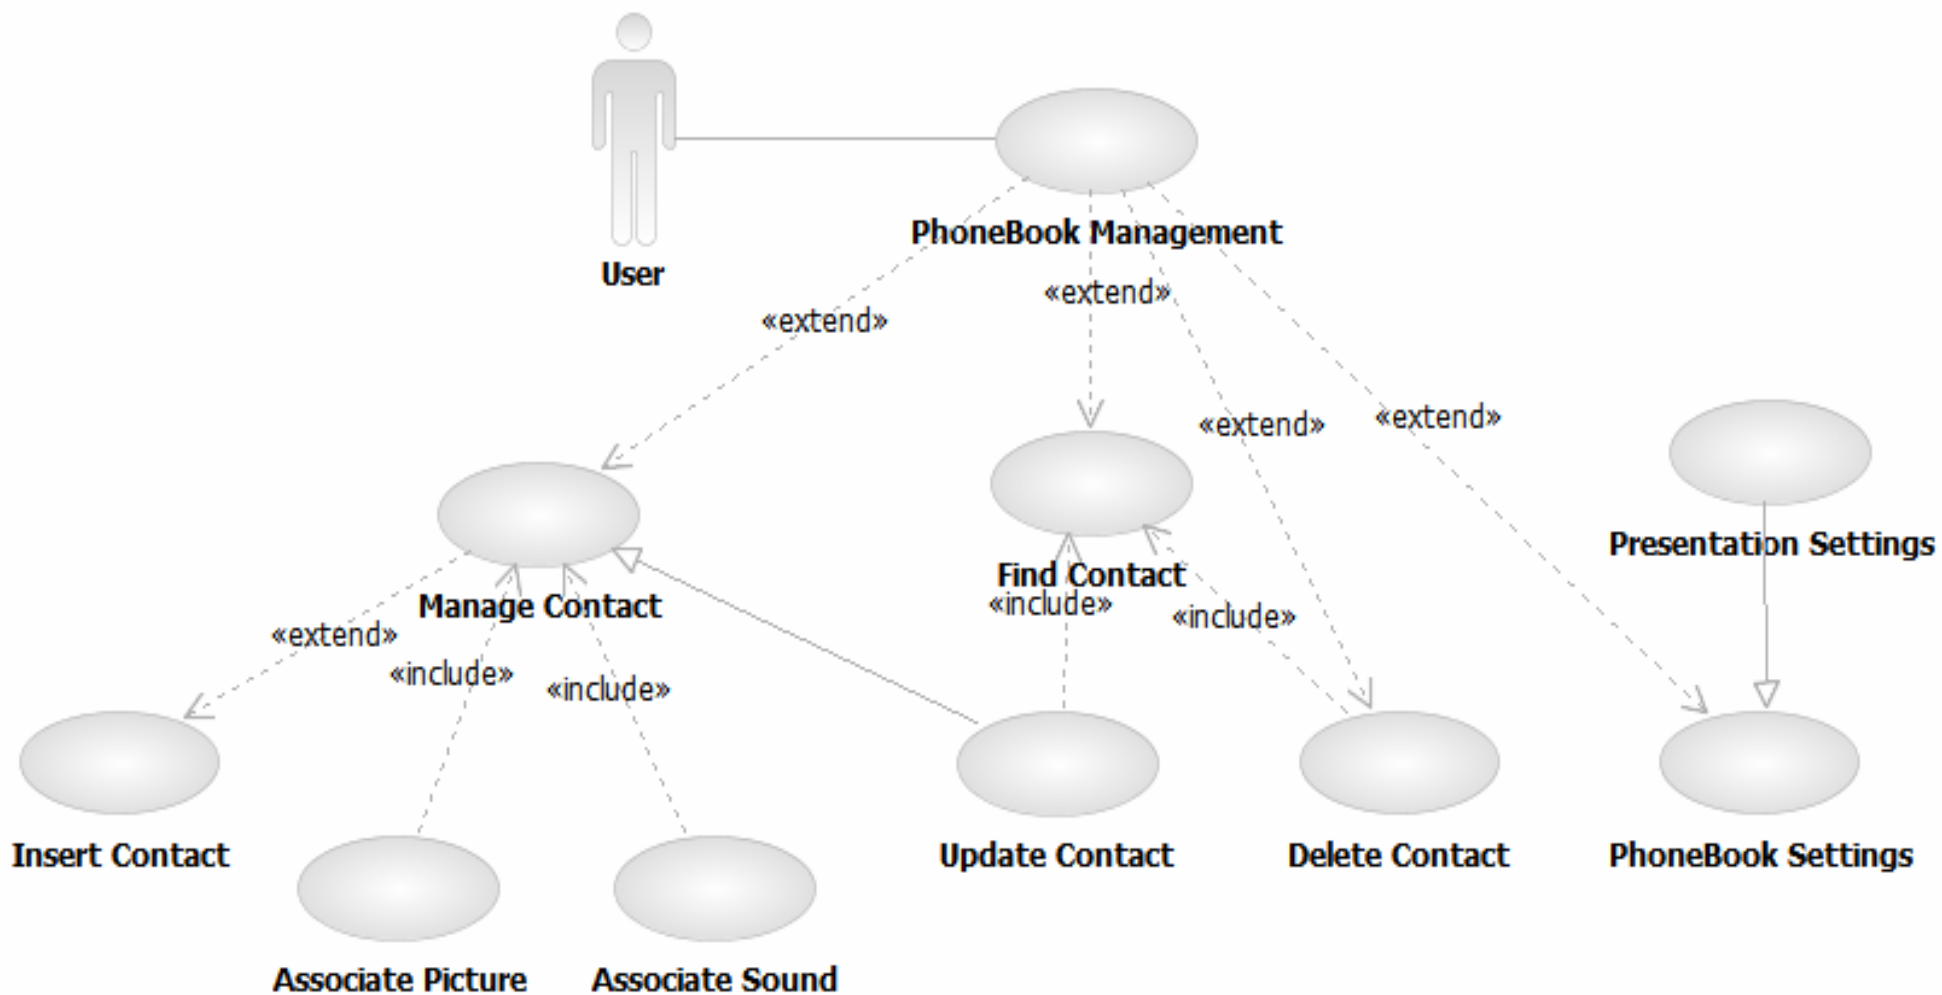 User
PhoneBook Management
«extend»
«extend»
«extend»
«extend»
Presentation Settings
Find Contact
Manage Contact
«include»
«include»
«extend»
«include»
«include»
Insert Contact
Update Contact
Delete Contact
PhoneBook Settings
Associate Picture
Associate Sound